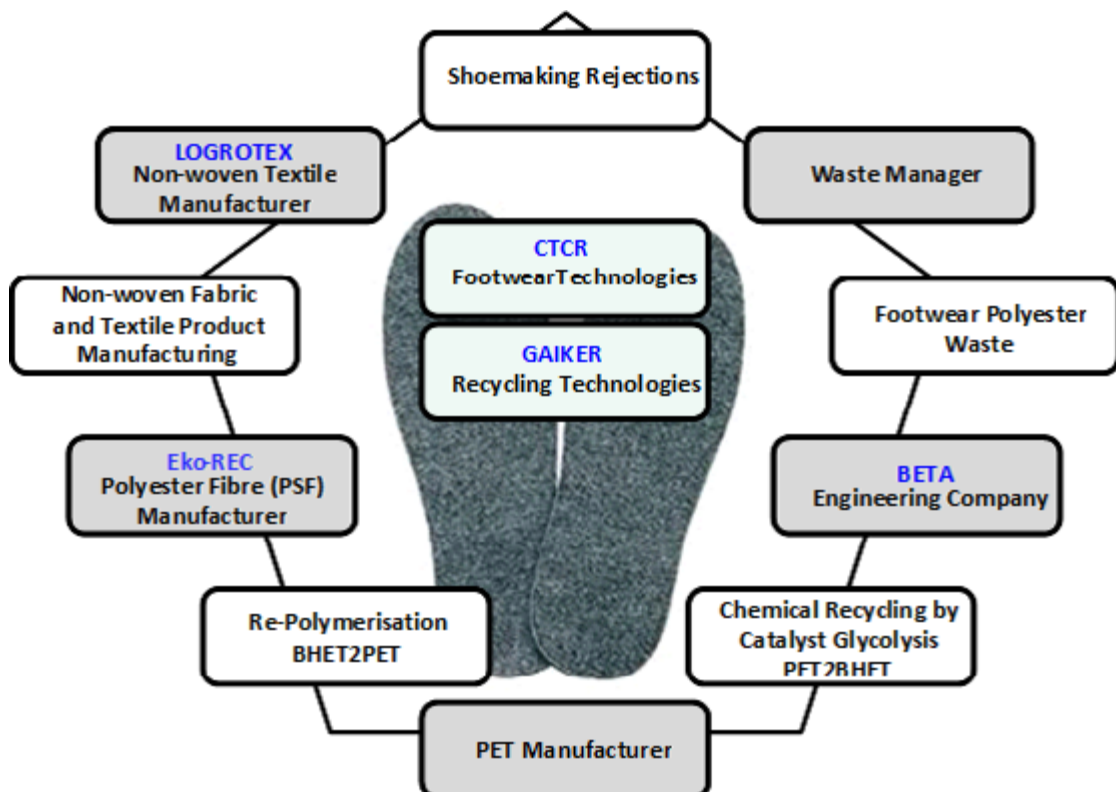 Shoemaking Rejections
LOGROTEX
Non-woven Textile
Manufacturer
Waste Manager
CTCR
FootwearTechnologies
Non-woven Fabric
and Textile Product
Manufacturing
Footwear Polyester
Waste
GAIKER
Recycling Technologies
Eko-REC
Polyester Fibre (PSF)
Manufacturer
BETA
Engineering Company
Re-Polymerisation
BHET2PET
Chemical Recycling by
Catalyst Glycolysis
PET2BHET
PET Manufacturer